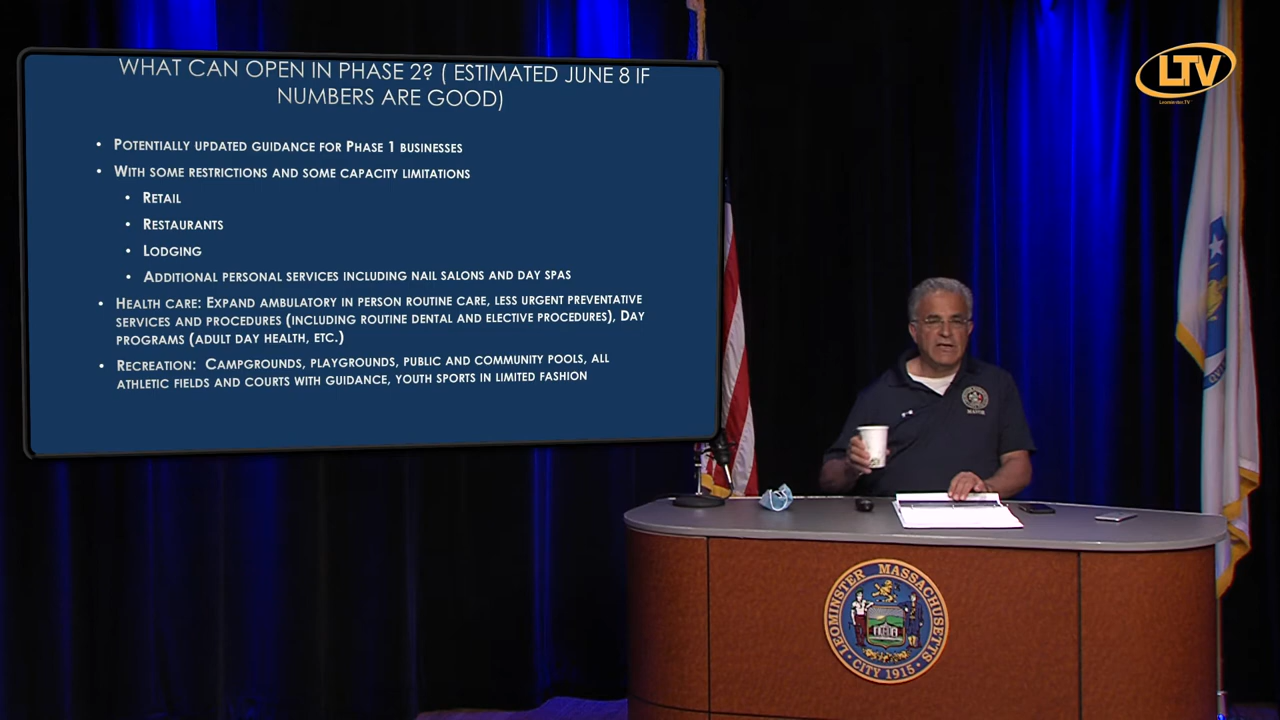 WHAT CAN OPEN IN PHASE 2? ( ESTIMATED JUNE 8 IF
NUMBERS ARE GOOD)
• POTENTIALLY UPDATED GUIDANCE FOR PHASE 1 BUSINESSES
• WITH SOME RESTRICTIONS AND SOME CAPACITY LIMITATIONS
• RETAIL
• RESTAURANTS
• LODGING
• ADDITIONAL PERSONAL SERVICES INCLUDING NAIL SALONS AND DAY SPAS
• HEALTH CARE: EXPAND AMBULATORY IN PERSON ROUTINE CARE, LESS URGENT PREVENTATIVE
SERVICES AND PROCEDURES (INCLUDING ROUTINE DENTAL AND ELECTIVE PROCEDURES), DAY
PROGRAMS (ADULT DAY HEALTH, ETC.)
• RECREATION: CAMPGROUNDS, PLAYGROUNDS, PUBLIC AND COMMUNITY POOLS, ALL
ATHLETIC FIELDS AND COURTS WITH GUIDANCE, YOUTH SPORTS IN LIMITED FASHION
LTV
Leominster.TV
MAYOR
LEOMINSTER MASSACHUSETTS
CITY 1915